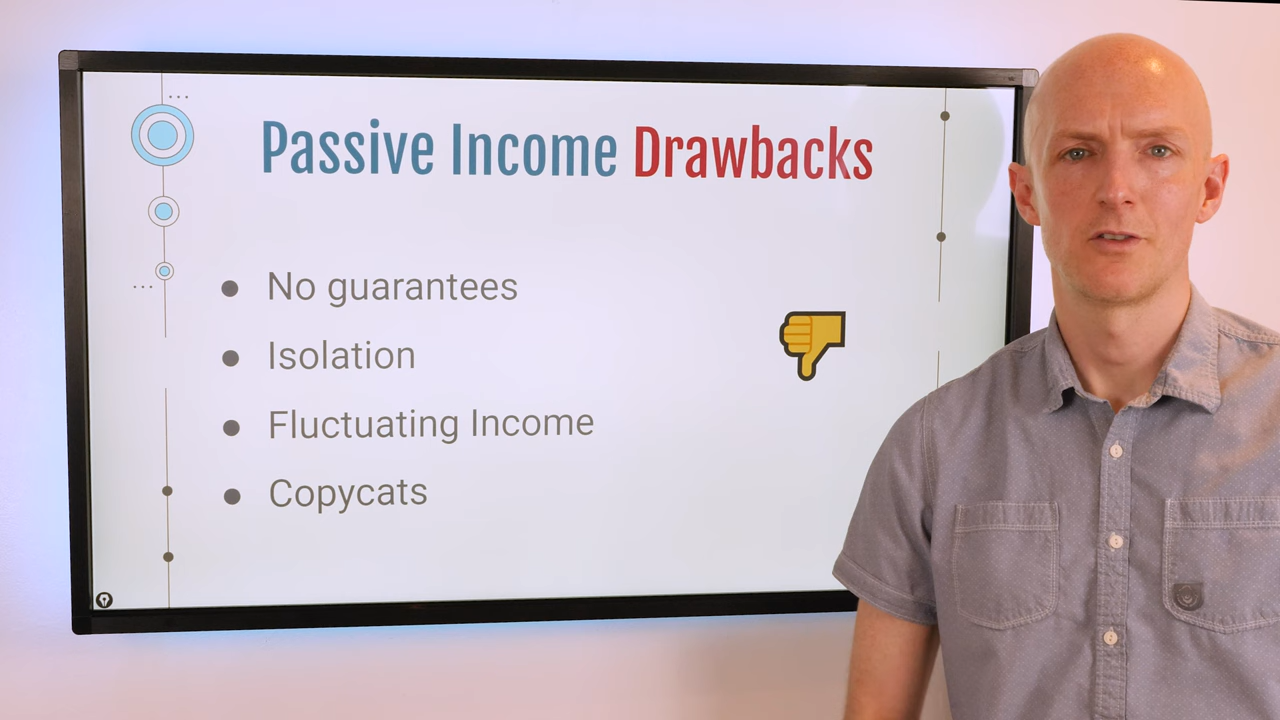 Passive Income Drawbacks
No guarantees
Isolation
Fluctuating Income
Copycats